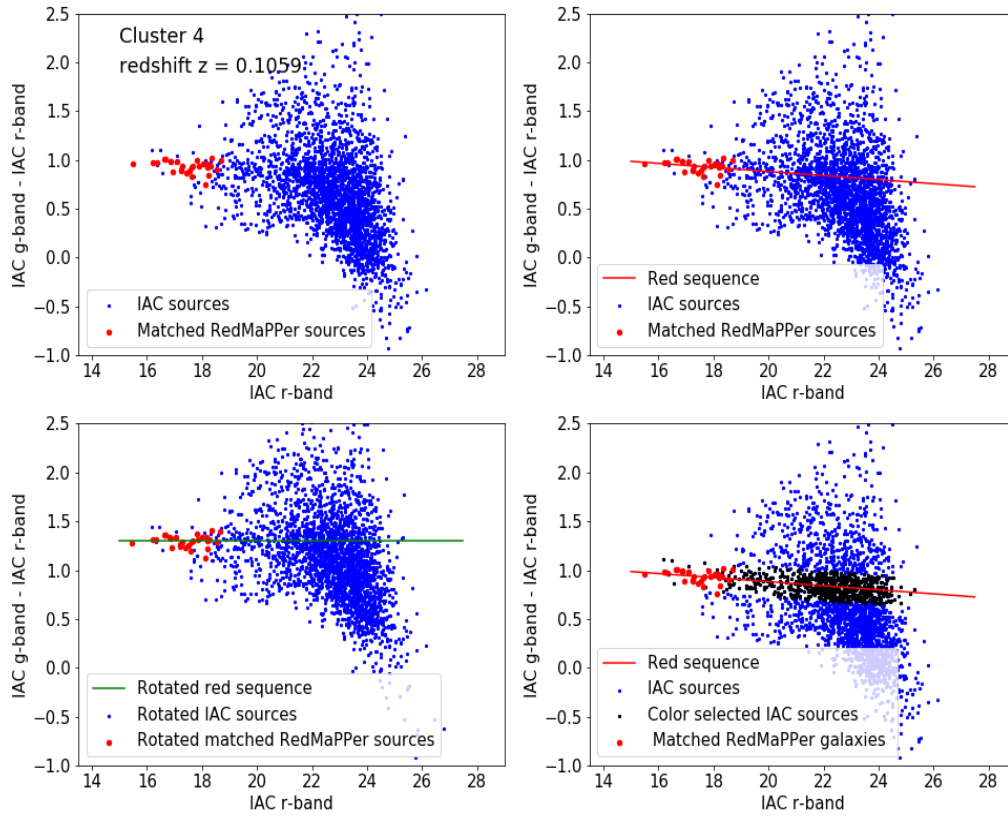 2.5
2.0
1.5
1.0
0.5
0.0
−0.5
−1.0
IAC g-band - IAC r-band
Cluster 4
redshift z = 0.1059
IAC sources
Matched RedMaPPer sources
14 16 18 20 22 24 26 28
IAC r-band
2.5
2.0
1.5
1.0
0.5
0.0
−0.5
−1.0
IAC g-band - IAC r-band
Red sequence
IAC sources
Matched RedMaPPer sources
14 16 18 20 22 24 26 28
IAC r-band
2.5
2.0
1.5
1.0
0.5
0.0
−0.5
−1.0
IAC g-band - IAC r-band
Rotated red sequence
Rotated IAC sources
Rotated matched RedMaPPer sources
14 16 18 20 22 24 26 28
IAC r-band
2.5
2.0
1.5
1.0
0.5
0.0
−0.5
−1.0
IAC g-band - IAC r-band
Red sequence
IAC sources
Color selected IAC sources
Matched RedMaPPer galaxies
14 16 18 20 22 24 26 28
IAC r-band